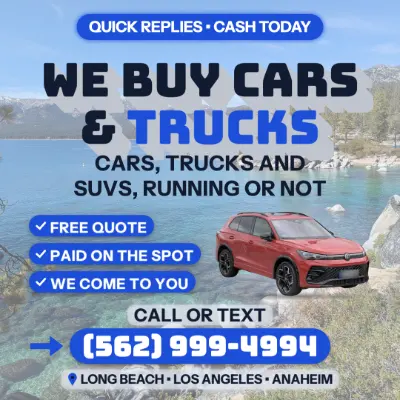 QUICK REPLIES • CASH TODAY
WE BUY CARS
& TRUCKS
CARS, TRUCKS AND
SUVS, RUNNING OR NOT
FREE QUOTE
PAID ON THE SPOT
WE COME TO YOU
CALL OR TEXT
(562) 999-4994
LONG BEACH • LOS ANGELES • ANAHEIM